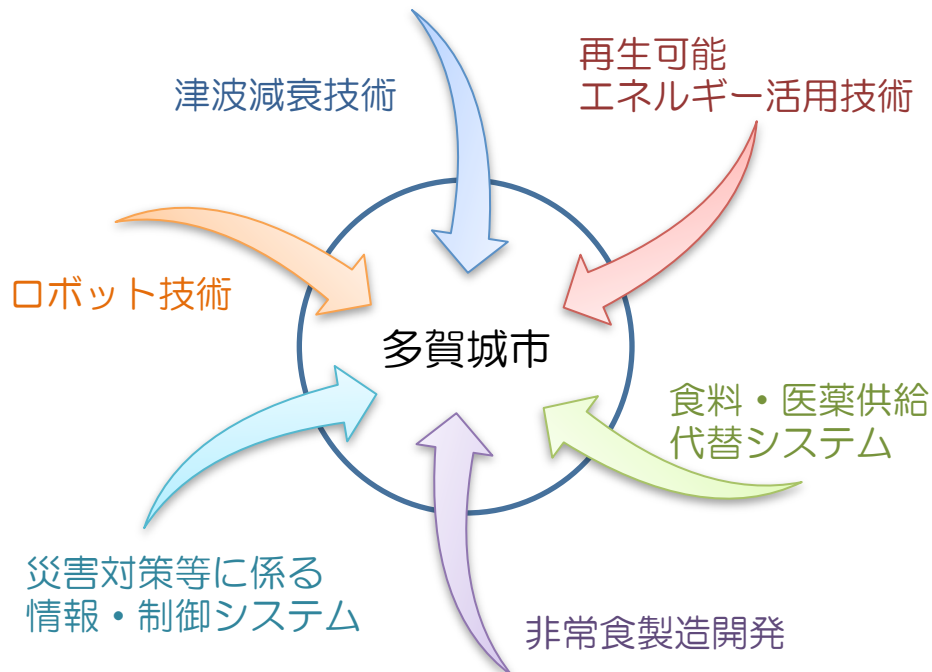 津波減衰技術
再生可能
エネルギー活用技術
ロボット技術
多賀城市
食料・医薬供給
代替システム
災害対策等に係る
情報・制御システム
非常食製造開発